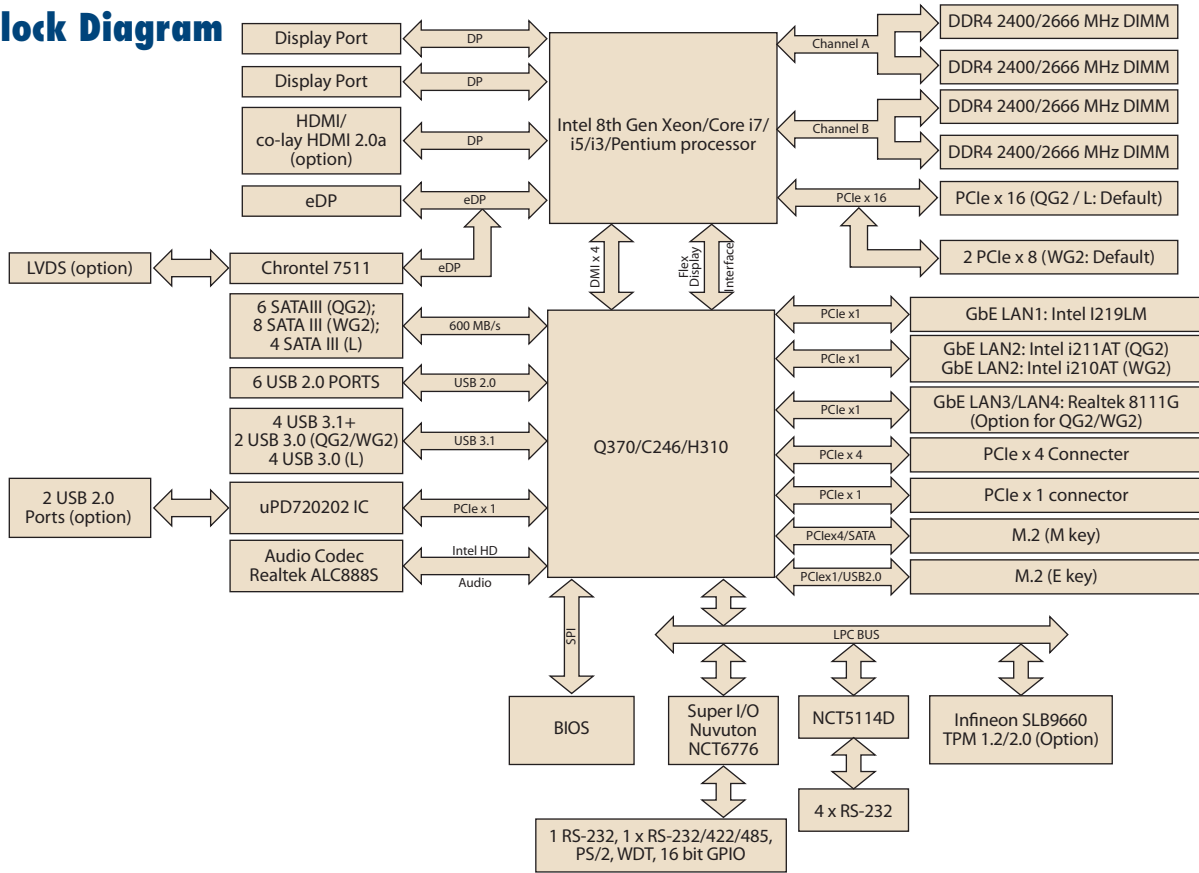 lock Diagram
Display Port
DP
Display Port
DP
HDMI/
co-lay HDMI 2.0a
(option)
DP
eDP
eDP
LVDS (option)
Chrontel 7511
eDP
Intel 8th Gen Xeon/Core i7/
i5/i3/Pentium processor
Channel A
DDR4 2400/2666 MHz DIMM
DDR4 2400/2666 MHz DIMM
Channel B
DDR4 2400/2666 MHz DIMM
DDR4 2400/2666 MHz DIMM
PCIe x 16
PCIe x 16 (QG2 / L: Default)
2 PCIe x 8 (WG2: Default)
DMI x 4
Flex
Display
Interface
6 SATAIII (QG2);
8 SATA III (WG2);
4 SATA III (L)
600 MB/s
6 USB 2.0 PORTS
USB 2.0
4 USB 3.1+
2 USB 3.0 (QG2/WG2)
4 USB 3.0 (L)
USB 3.1
2 USB 2.0
Ports (option)
uPD720202 IC
PCIe x 1
Audio Codec
Realtek ALC888S
Intel HD
Audio
Q370/C246/H310
PCIe x1
GbE LAN1: Intel I219LM
PCIe x1
GbE LAN2: Intel i211AT (QG2)
GbE LAN2: Intel i210AT (WG2)
PCIe x1
GbE LAN3/LAN4: Realtek 8111G
(Option for QG2/WG2)
PCIe x 4
PCIe x 4 Connecter
PCIe x 1
PCIe x 1 connector
PCIex4/SATA
M.2 (M key)
PCIex1/USB2.0
M.2 (E key)
SPI
LPC BUS
BIOS
Super I/O
Nuvuton
NCT6776
NCT5114D
Infineon SLB9660
TPM 1.2/2.0 (Option)
4 x RS-232
1 RS-232, 1 x RS-232/422/485,
PS/2, WDT, 16 bit GPIO